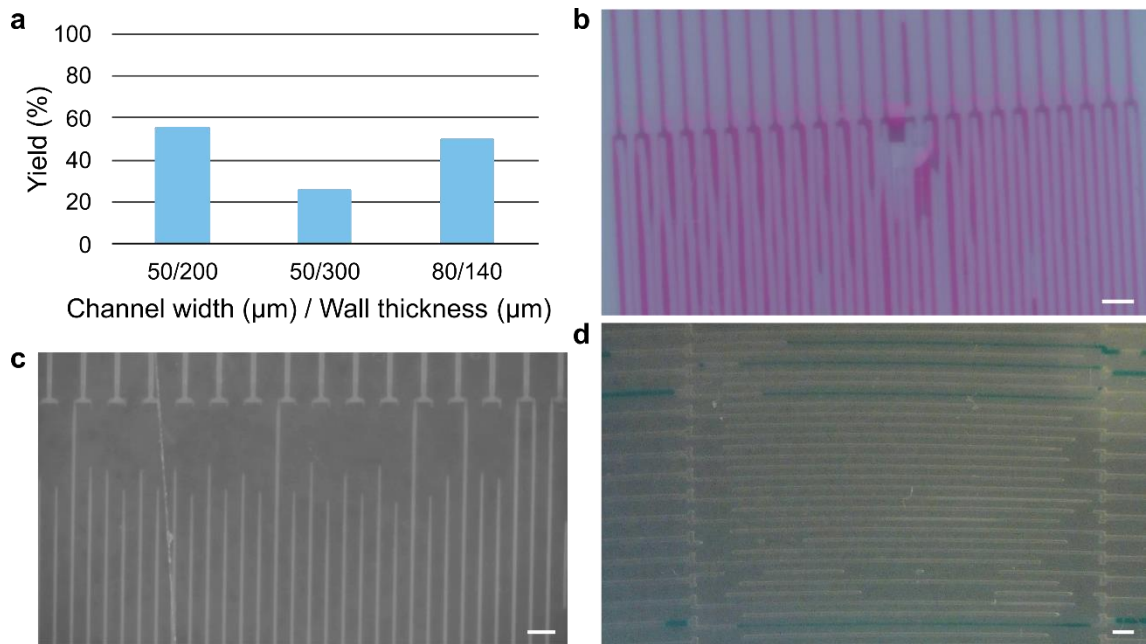 a
100
80
60
40
20
0
Yield (%)
50/200 50/300 80/140
Channel width (μm) / Wall thickness (μm)
b
c
d